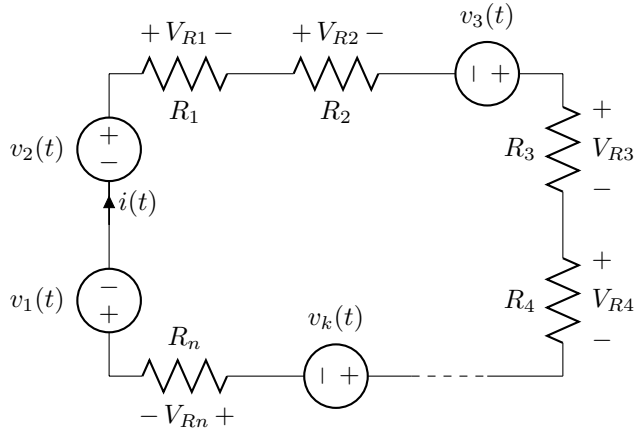 + V_{R1} − + V_{R2} − v_3(t)
− +
R_1 R_2
+
R_3 V_{R3}
−
v_2(t) + −
i(t)
+
R_4 V_{R4}
−
v_1(t) − +
R_n v_k(t)
− +
− V_{Rn} +